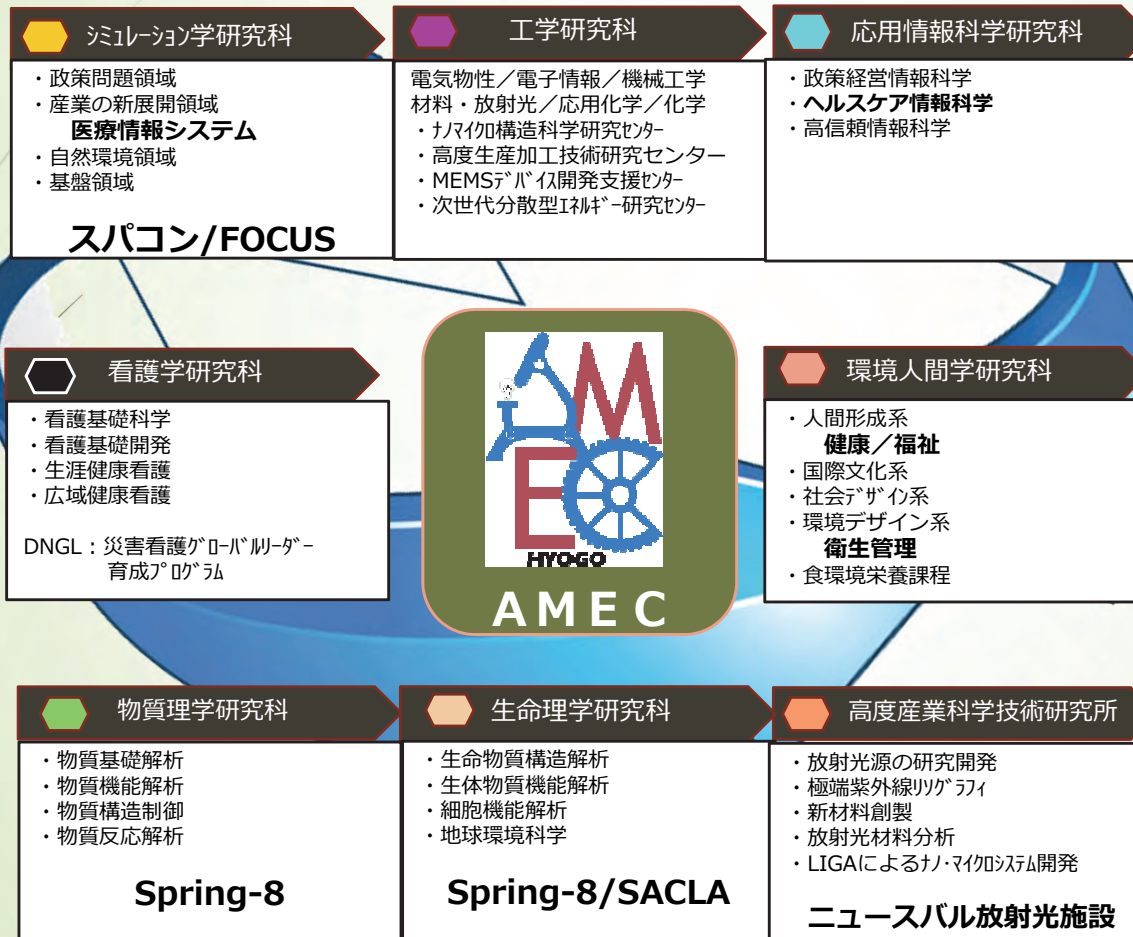 シミュレーション学研究科
・政策問題領域
・産業の新展開領域
医療情報システム
・自然環境領域
・基盤領域
スパコン/FOCUS
工学研究科
電気物性／電子情報／機械工学
材料・放射光／応用化学／化学
・ナノマイクロ構造科学研究センター
・高度生産加工技術研究センター
・MEMSデバイス開発支援センター
・次世代分散型エネルギー研究センター
応用情報科学研究科
・政策経営情報科学
・ヘルスケア情報科学
・高信頼情報科学
看護学研究科
・看護基礎科学
・看護基礎開発
・生涯健康看護
・広域健康看護
DNGL：災害看護グローバルリーダー
育成プログラム
AMEC
HYOGO
AMEC
環境人間学研究科
・人間形成系
健康／福祉
・国際文化系
・社会デザイン系
・環境デザイン系
衛生管理
・食環境栄養課程
物質理学研究科
・物質基礎解析
・物質機能解析
・物質構造制御
・物質反応解析
Spring-8
生命理学研究科
・生命物質構造解析
・生体物質機能解析
・細胞機能解析
・地球環境科学
Spring-8/SACLA
高度産業科学技術研究所
・放射光源の研究開発
・極端紫外線リソグラフィ
・新材料創製
・放射光材料分析
・LIGAによるナノ・マイクロシステム開発
ニュースバル放射光施設